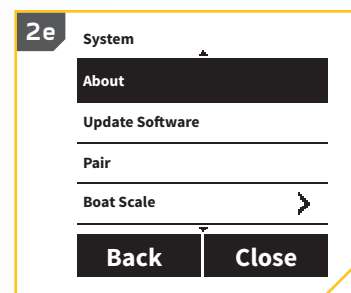 2e
System
About
Update Software
Pair
Boat Scale
Back Close